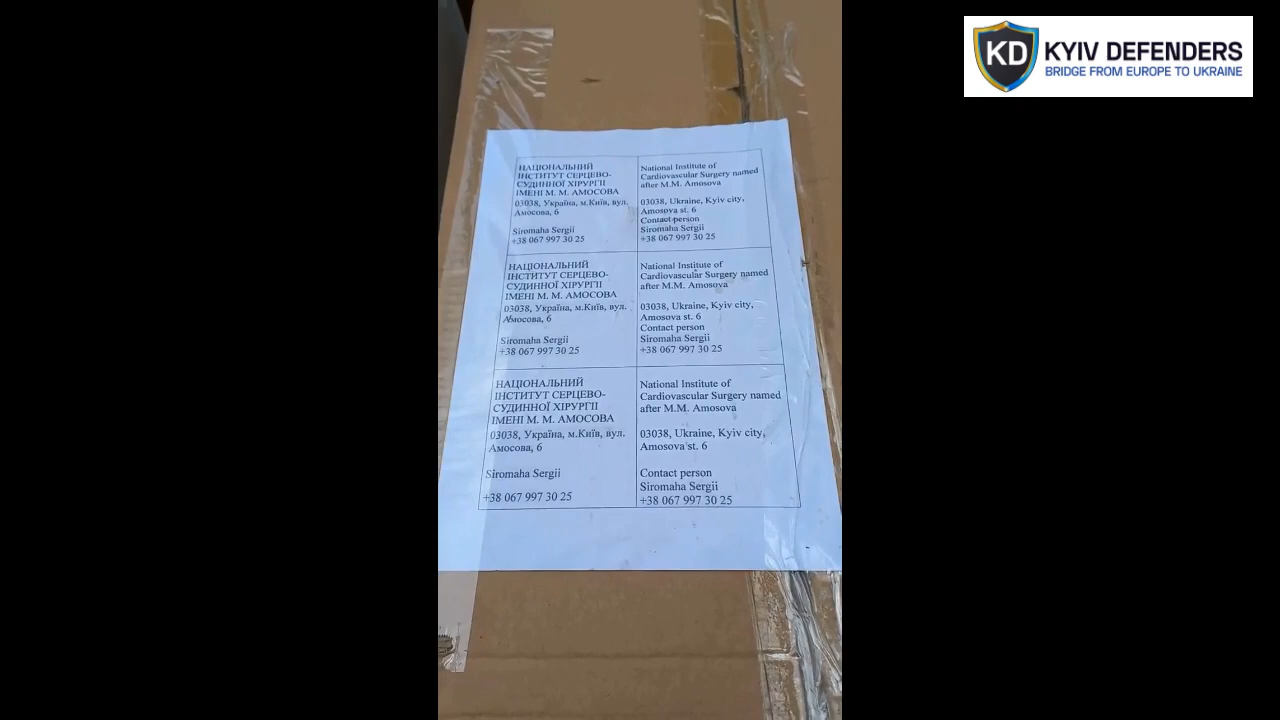 KD KYIV DEFENDERS
BRIDGE FROM EUROPE TO UKRAINE
НАЦІОНАЛЬНИЙ
ІНСТИТУТ СЕРЦЕВО-
СУДИННОЇ ХІРУРГІЇ
ІМЕНІ М. М. АМОСОВА
03038, Україна, м.Київ, вул.
Амосова, 6
Siromaha Sergii
+38 067 997 30 25
National Institute of
Cardiovascular Surgery named
after M.M. Amosova
03038, Ukraine, Kyiv city,
Amosova st. 6
Contact person
Siromaha Sergii
+38 067 997 30 25
НАЦІОНАЛЬНИЙ
ІНСТИТУТ СЕРЦЕВО-
СУДИННОЇ ХІРУРГІЇ
ІМЕНІ М. М. АМОСОВА
03038, Україна, м.Київ, вул.
Амосова, 6
Siromaha Sergii
+38 067 997 30 25
National Institute of
Cardiovascular Surgery named
after M.M. Amosova
03038, Ukraine, Kyiv city,
Amosova st. 6
Contact person
Siromaha Sergii
+38 067 997 30 25
НАЦІОНАЛЬНИЙ
ІНСТИТУТ СЕРЦЕВО-
СУДИННОЇ ХІРУРГІЇ
ІМЕНІ М. М. АМОСОВА
03038, Україна, м.Київ, вул.
Амосова, 6
Siromaha Sergii
+38 067 997 30 25
National Institute of
Cardiovascular Surgery named
after M.M. Amosova
03038, Ukraine, Kyiv city,
Amosova st. 6
Contact person
Siromaha Sergii
+38 067 997 30 25